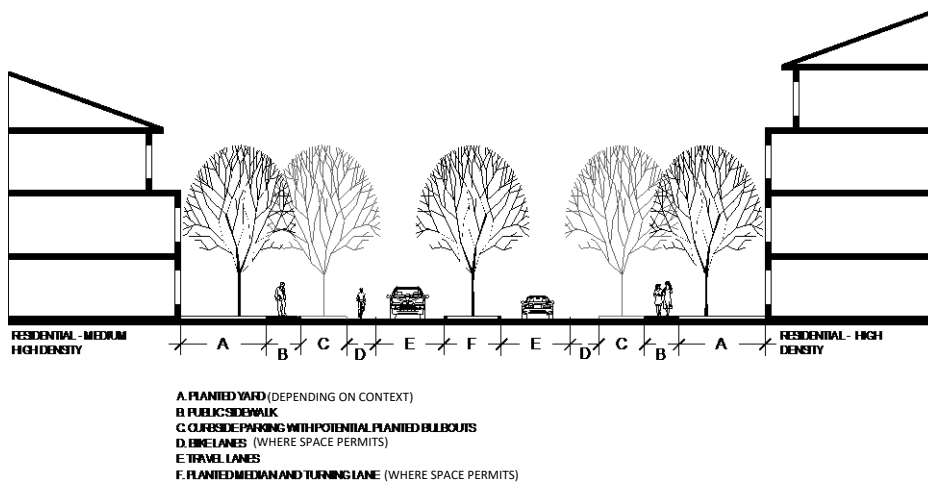 RESIDENTIAL - MEDIUM
HIGH DENSITY
A B C D E F E D C B A
RESIDENTIAL - HIGH
DENSITY
A. PLANTED YARD (DEPENDING ON CONTEXT)
B. PUBLIC SIDEWALK
C. CURBSIDE PARKING WITH POTENTIAL PLANTED BULBOUTS
D. BIKE LANES (WHERE SPACE PERMITS)
E. TRAVEL LANES
F. PLANTED MEDIAN AND TURNING LANE (WHERE SPACE PERMITS)